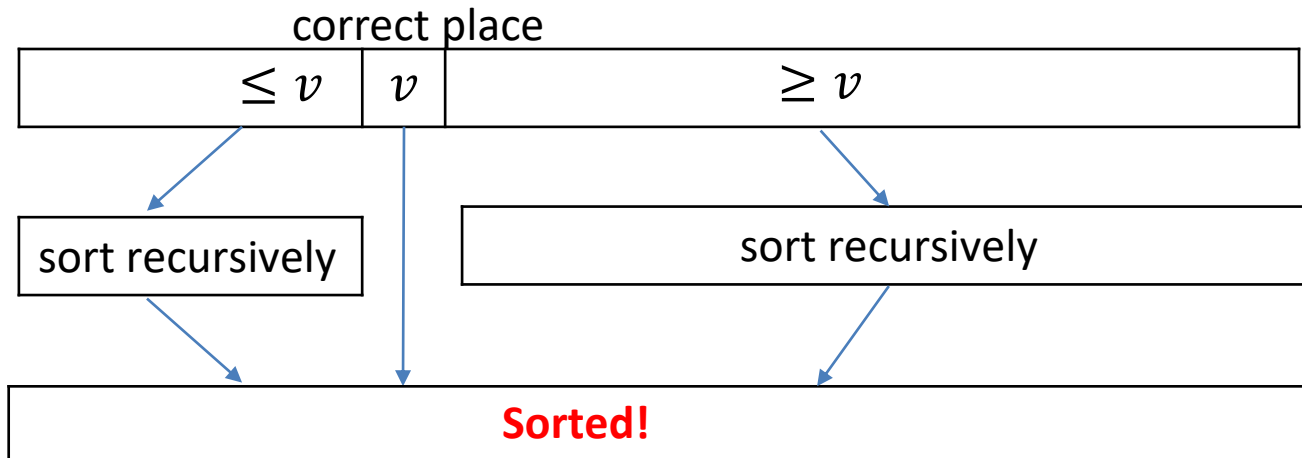 correct place
≤ v v ≥ v
sort recursively sort recursively
Sorted!